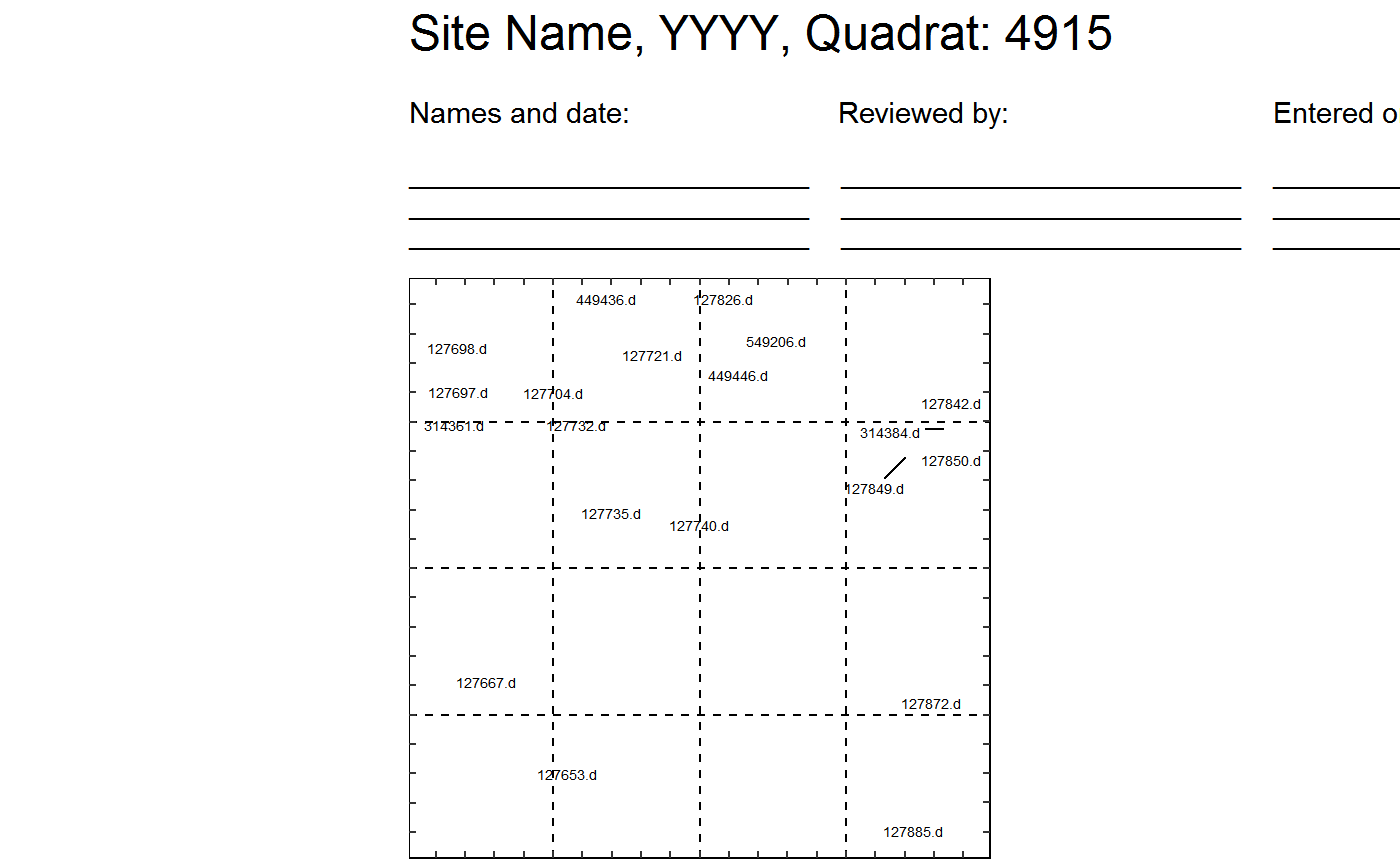 Site Name, YYYY, Quadrat: 4915
Names and date: Reviewed by: Entered o
449436.d 127826.d
549206.d
127698.d
127721.d
449446.d
127697.d 127704.d
127842.d
314361.d 127732.d
314384.d
127850.d
127849.d
127735.d
127740.d
127667.d
127872.d
127653.d
127885.d